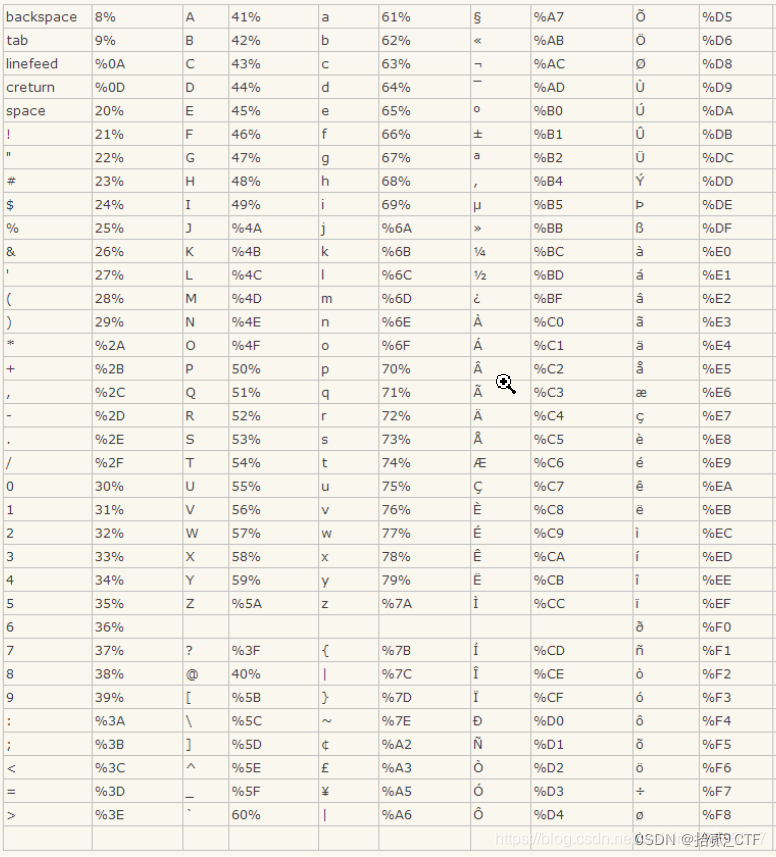 backspace 8% A 41% a 61% § %A7 Õ %D5
tab 9% B 42% b 62% « %AB Ö %D6
linefeed %0A C 43% c 63% ¬ %AC Ø %D8
creturn %0D D 44% d 64% ¯ %AD Ù %D9
space 20% E 45% e 65% º %B0 Ú %DA
! 21% F 46% f 66% ± %B1 Û %DB
" 22% G 47% g 67% ª %B2 Ü %DC
# 23% H 48% h 68% , %B4 Ý %DD
$ 24% I 49% i 69% µ %B5 Þ %DE
% 25% J %4A j %6A » %BB ß %DF
& 26% K %4B k %6B ¼ %BC à %E0
' 27% L %4C l %6C ½ %BD á %E1
( 28% M %4D m %6D ¿ %BF â %E2
) 29% N %4E n %6E À %C0 ã %E3
* %2A O %4F o %6F Á %C1 ä %E4
+ %2B P 50% p 70% Â %C2 å %E5
, %2C Q 51% q 71% Ã %C3 æ %E6
- %2D R 52% r 72% Ä %C4 ç %E7
. %2E S 53% s 73% Å %C5 è %E8
/ %2F T 54% t 74% Æ %C6 é %E9
0 30% U 55% u 75% Ç %C7 ê %EA
1 31% V 56% v 76% È %C8 ë %EB
2 32% W 57% w 77% É %C9 ì %EC
3 33% X 58% x 78% Ê %CA í %ED
4 34% Y 59% y 79% Ë %CB î %EE
5 35% Z %5A z %7A Ì %CC ï %EF
6 36% ð %F0
7 37% ? %3F { %7B Í %CD ñ %F1
8 38% @ 40% | %7C Î %CE ò %F2
9 39% [ %5B } %7D Ï %CF ó %F3
: %3A \ %5C ~ %7E Ð %D0 ô %F4
; %3B ] %5D ¢ %A2 Ñ %D1 õ %F5
< %3C ^ %5E £ %A3 Ò %D2 ö %F6
= %3D _ %5F ¥ %A5 Ó %D3 ÷ %F7
> %3E ` 60% | %A6 Ô %D4 ø %F8
%F9
https://blog.csdn.ne
CSDN @拾贰_CTF